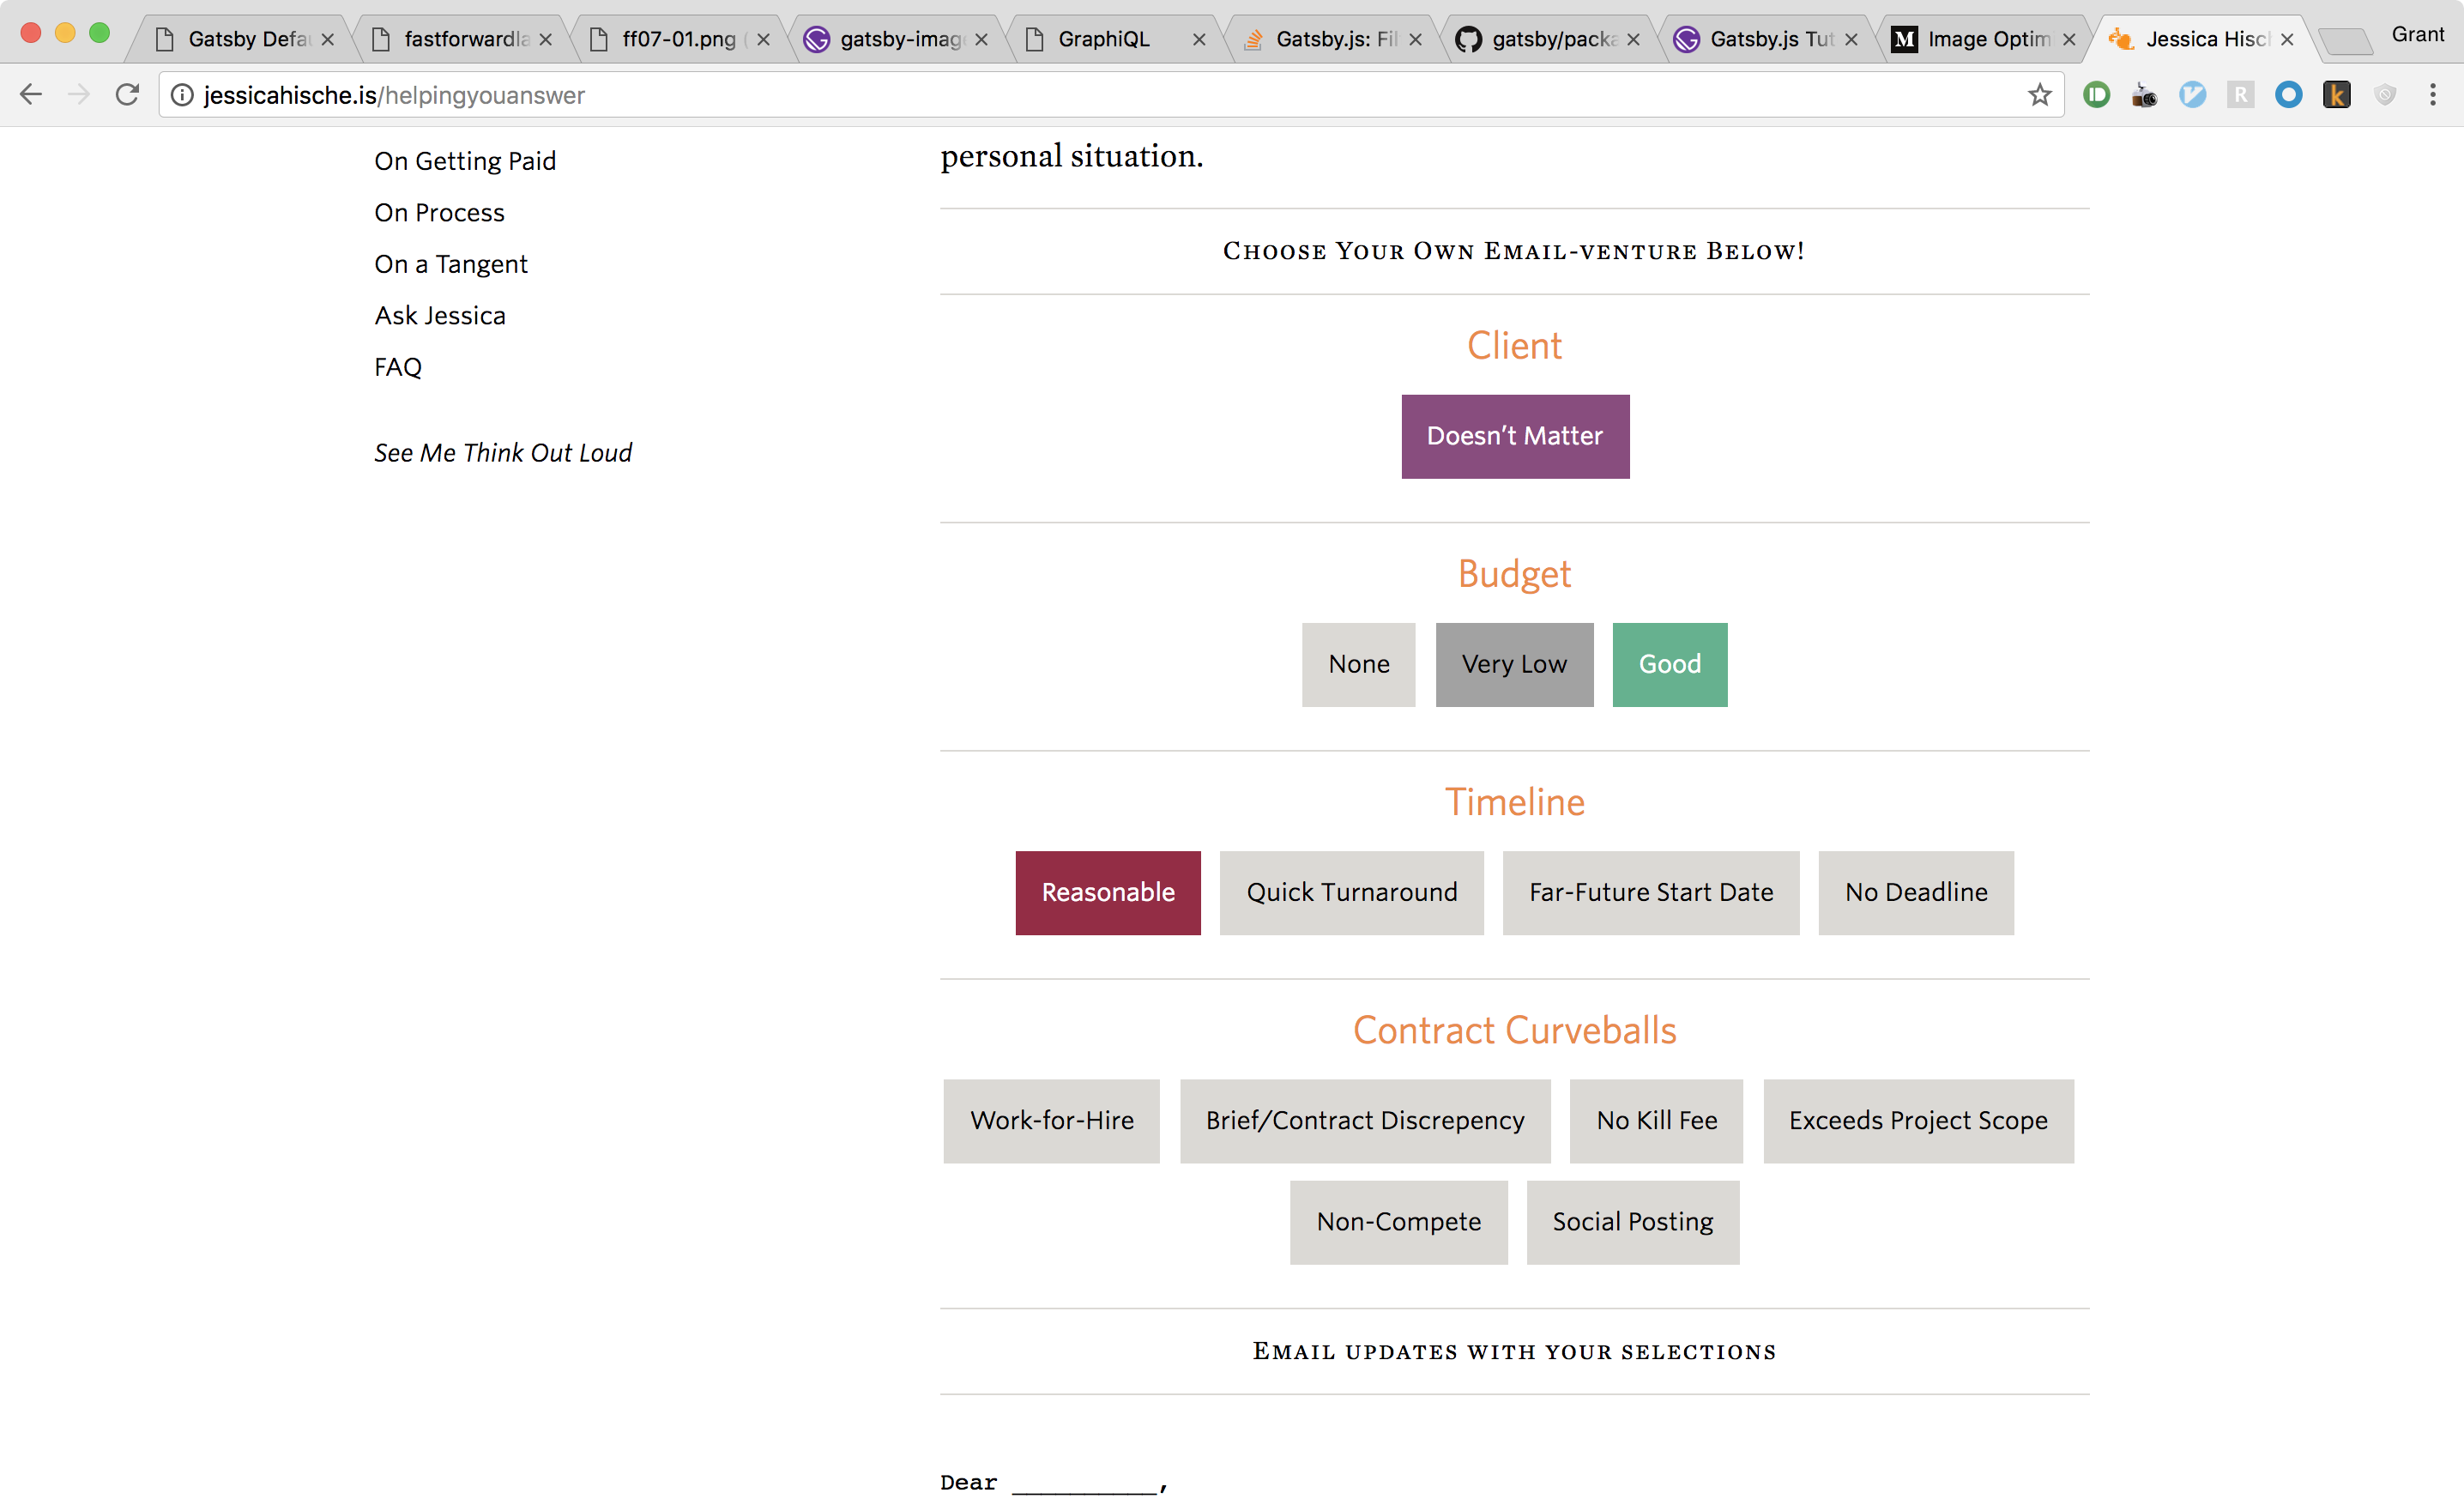 Gatsby Defau
fastforwardla
ff07-01.png (
gatsby-image
GraphiQL
Gatsby.js: Fil
gatsby/packa
Gatsby.js Tut
Image Optim
Jessica Hisch
Grant
jessicahische.is/helpingyouanswer
On Getting Paid
On Process
On a Tangent
Ask Jessica
FAQ
See Me Think Out Loud
personal situation.
Choose Your Own Email-venture Below!
Client
Doesn’t Matter
Budget
None Very Low Good
Timeline
Reasonable Quick Turnaround Far-Future Start Date No Deadline
Contract Curveballs
Work-for-Hire Brief/Contract Discrepency No Kill Fee Exceeds Project Scope
Non-Compete Social Posting
Email updates with your selections
Dear __________,